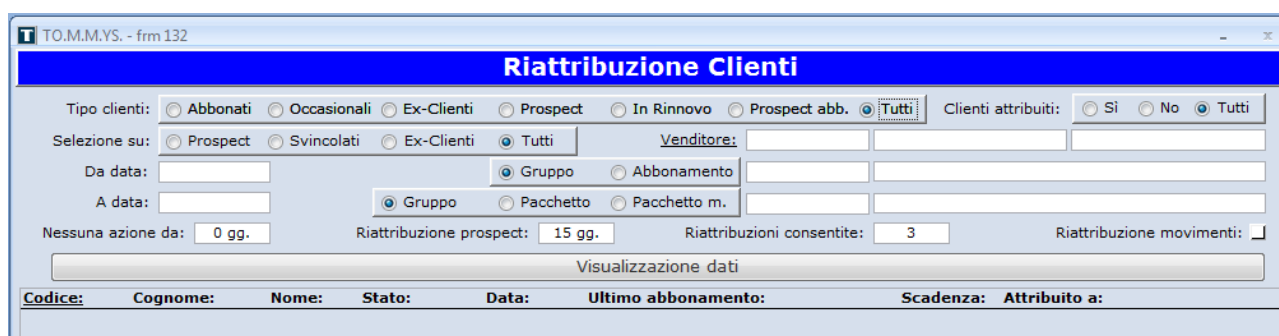 TO.M.M.YS. - frm 132
Riattribuzione Clienti
Tipo clienti: Abbonati Occasionali Ex-Clienti Prospect In Rinnovo Prospect abb. Tutti Clienti attribuiti: Sì No Tutti
Selezione su: Prospect Svincolati Ex-Clienti Tutti Venditore:
Da data: Gruppo Abbonamento
A data: Gruppo Pacchetto Pacchetto m.
Nessuna azione da: 0 gg. Riattribuzione prospect: 15 gg. Riattribuzioni consentite: 3 Riattribuzione movimenti:
Visualizzazione dati
Codice: Cognome: Nome: Stato: Data: Ultimo abbonamento: Scadenza: Attribuito a: